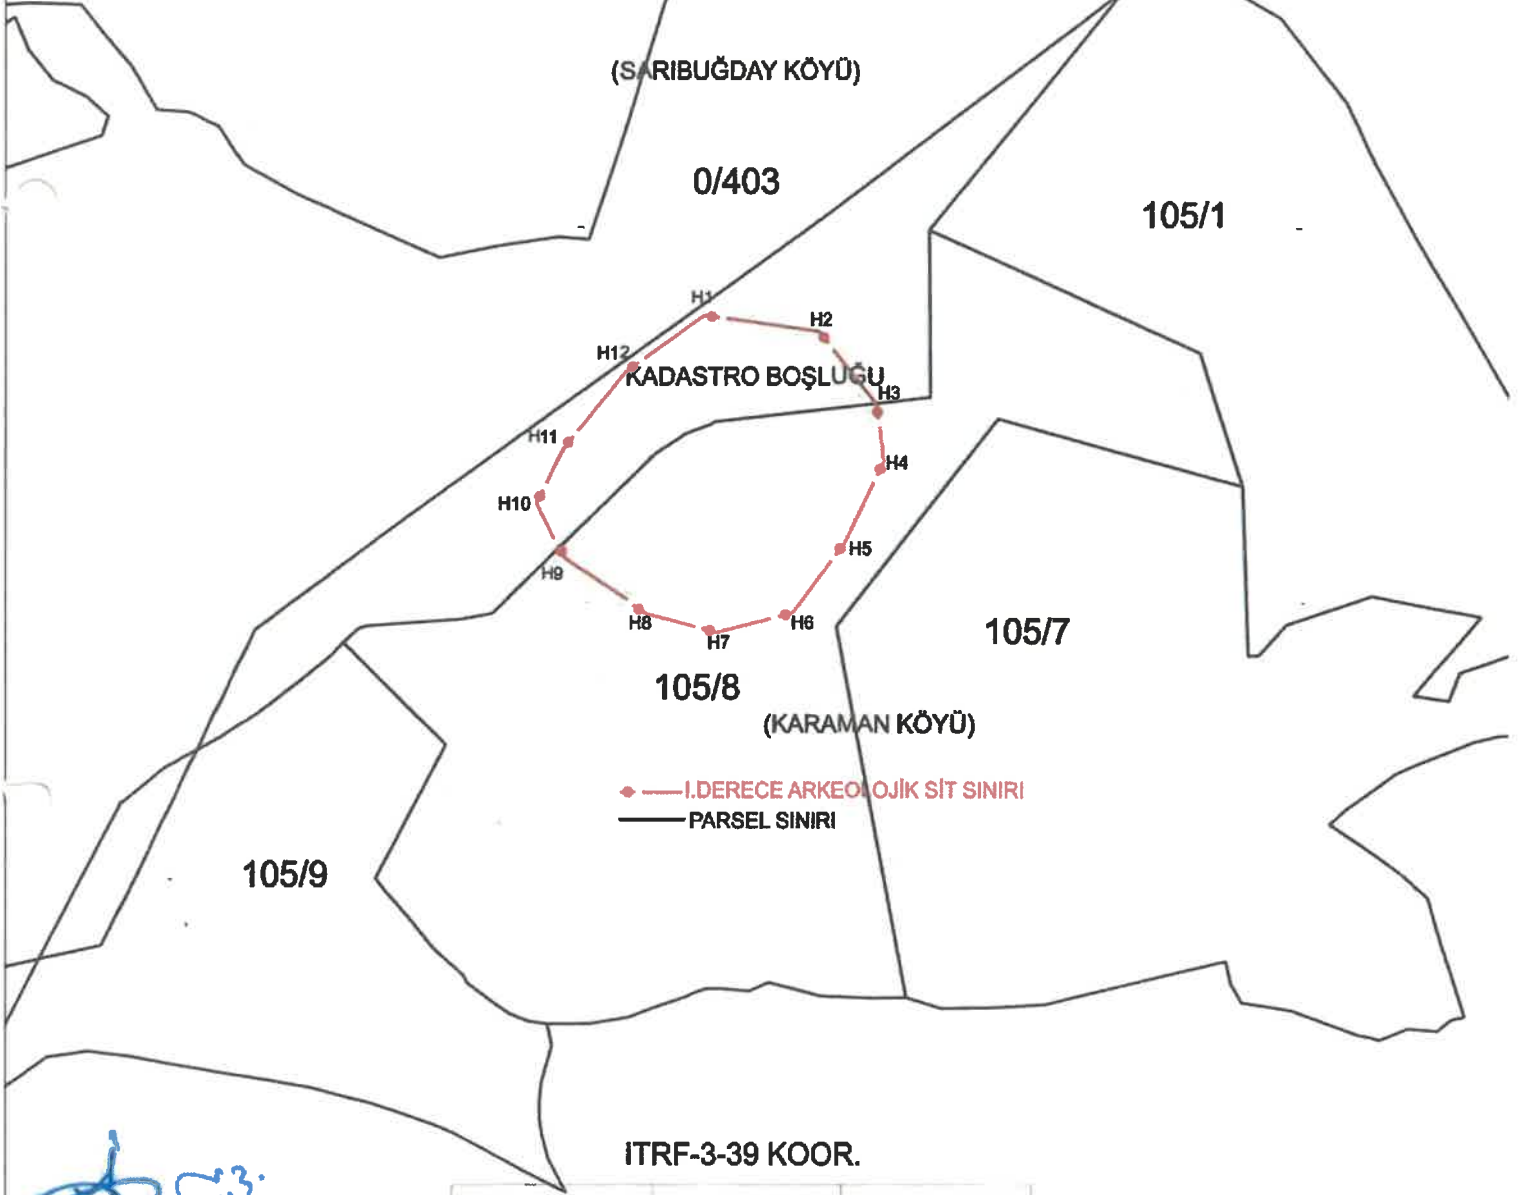 (SARIBUĞDAY KÖYÜ)
0/403
105/1
H1
H2
H12
KADASTRO BOŞLUĞU
H3
H11
H4
H10
H5
H9
H8
H6
H7
105/7
105/8
(KARAMAN KÖYÜ)
I.DERECE ARKEOLOJİK SİT SINIRI
PARSEL SINIRI
105/9
ITRF-3-39 KOOR.